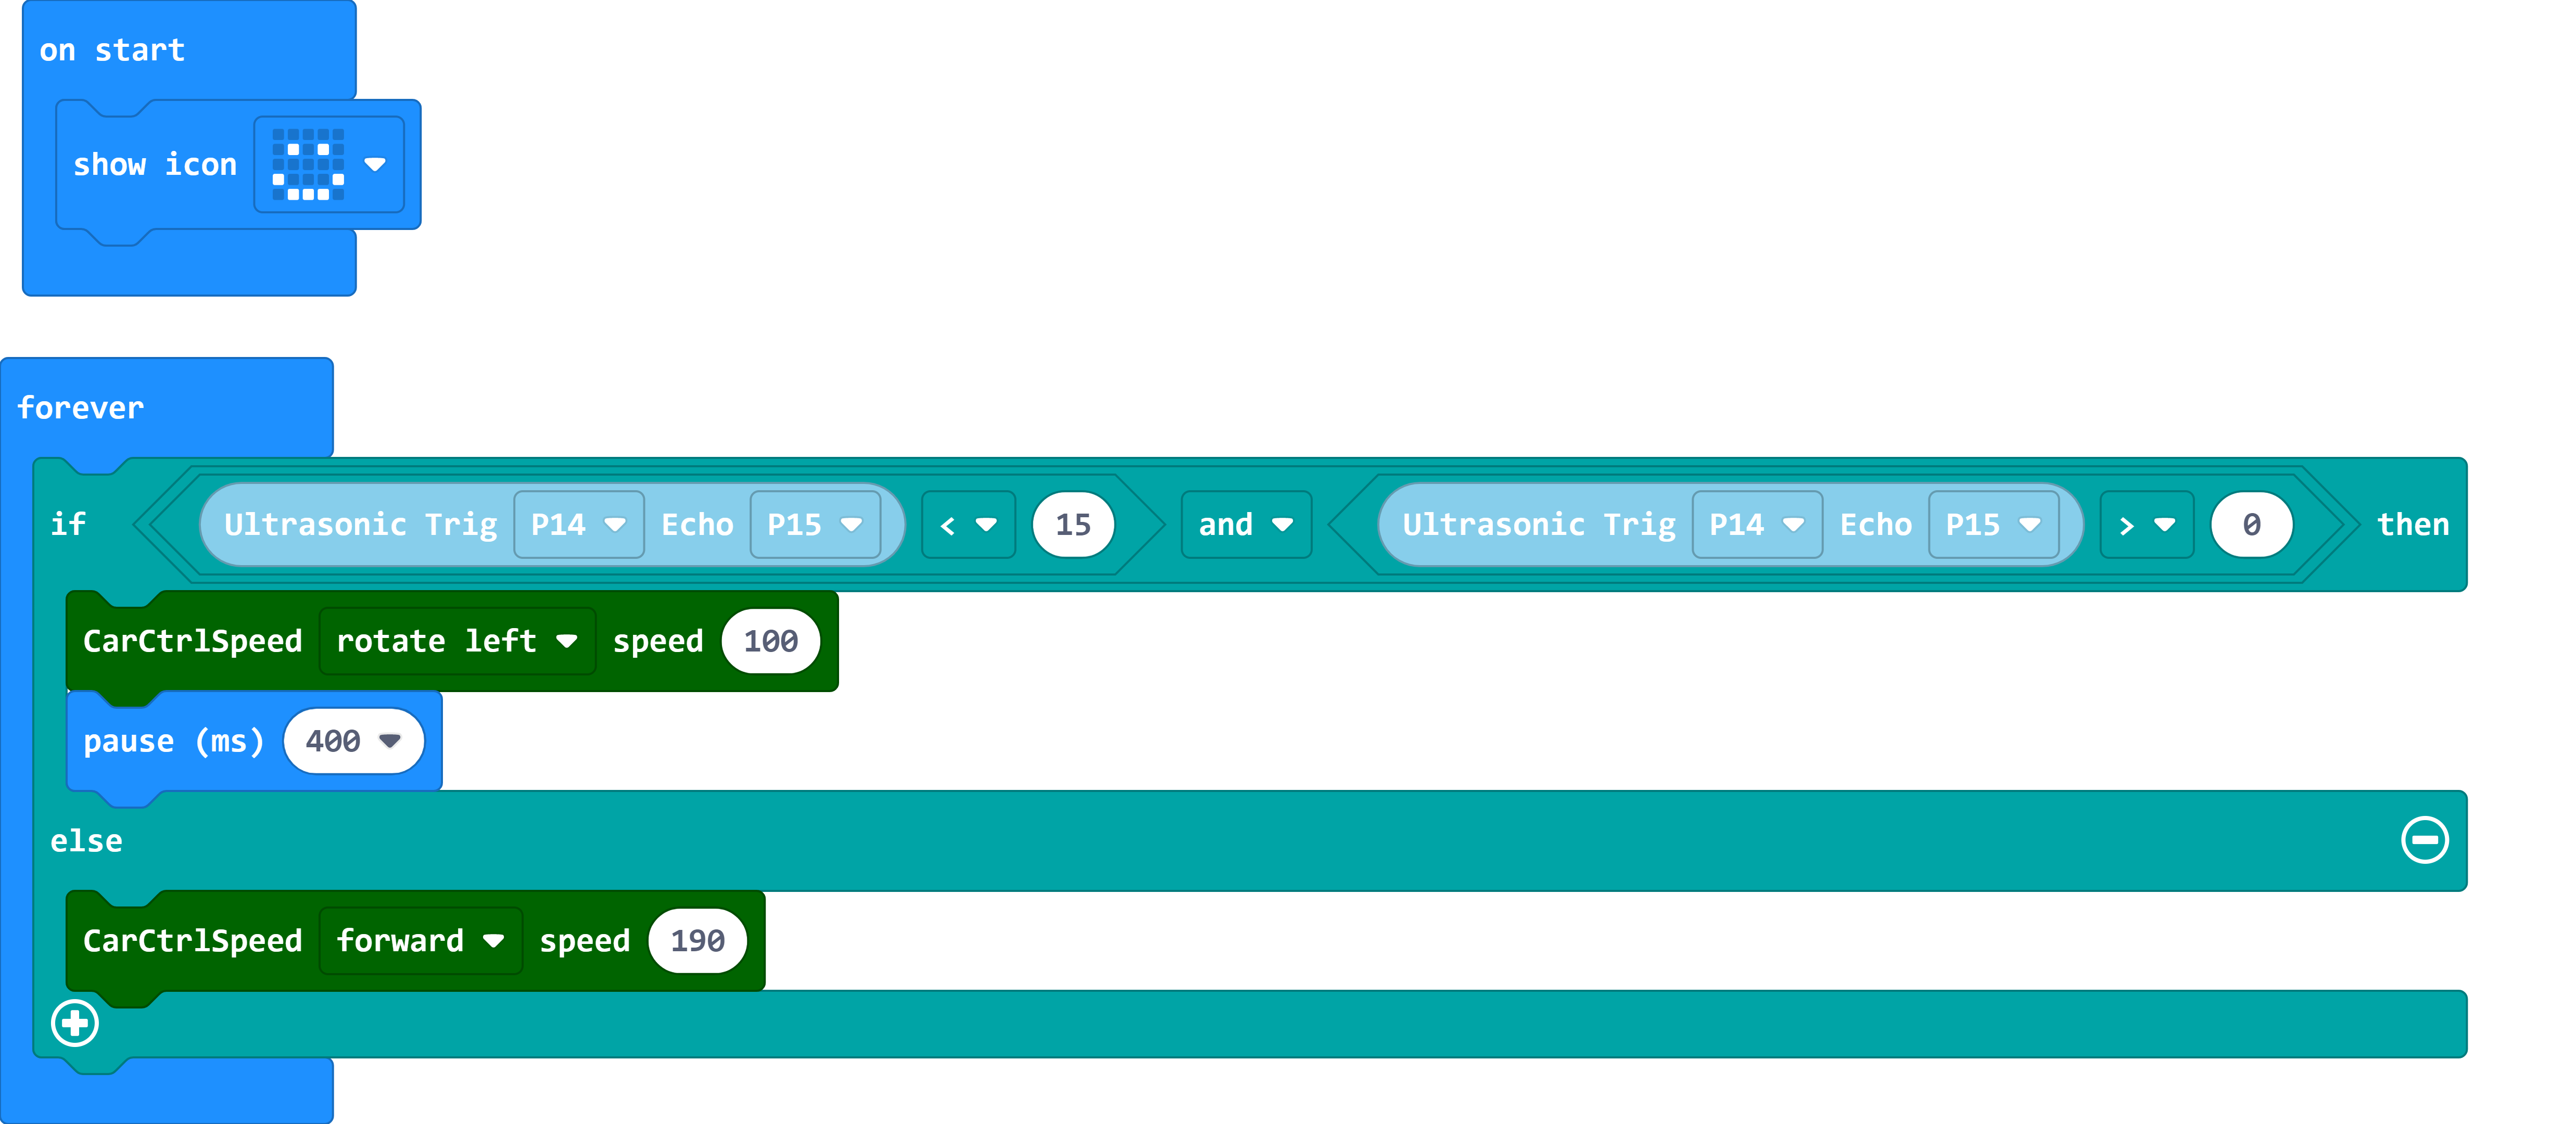 on start
show icon
forever
if Ultrasonic Trig P14 Echo P15 < 15 and Ultrasonic Trig P14 Echo P15 > 0 then
CarCtrlSpeed rotate left speed 100
pause (ms) 400
else
CarCtrlSpeed forward speed 190